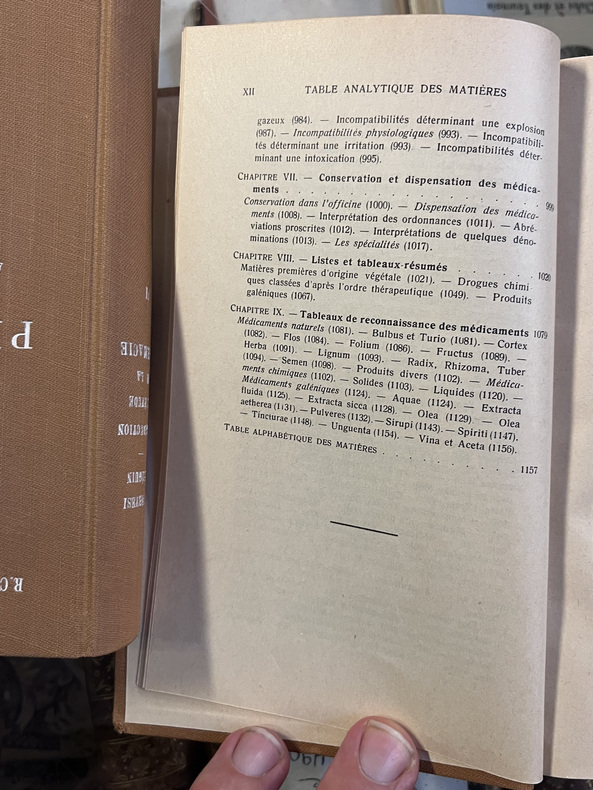 XII TABLE ANALYTIQUE DES MATIÈRES
gazeux (984). — Incompatibilités déterminant une explosion
(987). — Incompatibilités physiologiques (993). — Incompatibili-
tés déterminant une irritation (993) — Incompatibilités déter-
minant une intoxication (995).
CHAPITRE VII. — Conservation et dispensation des médica-
ments . . . . . . . . . . . . . . . . . 999
Conservation dans l'officine (1000). — Dispensation des médica-
ments (1008). — Interprétation des ordonnances (1011). — Abré-
viations proscrites (1012). — Interprétations de quelques déno-
minations (1013). — Les spécialités (1017).
CHAPITRE VIII. — Listes et tableaux-résumés . . . . . . 1020
Matières premières d'origine végétale (1021). — Drogues chimi
ques classées d'après l'ordre thérapeutique (1049). — Produits
galéniques (1067).
CHAPITRE IX. — Tableaux de reconnaissance des médicaments 1079
Médicaments naturels (1081). — Bulbus et Turio (1081). — Cortex
(1082). — Flos (1084). — Folium (1086). — Fructus (1089). —
Herba (1091). — Lignum (1093). — Radix, Rhizoma, Tuber
(1094). — Semen (1098). — Produits divers (1102). — Médica-
ments chimiques (1102). — Solides (1103). — Liquides (1120). —
Médicaments galéniques (1124). — Aquae (1124). — Extracta
fluida (1125). — Extracta sicca (1128). — Olea (1129) — Olea
aetherea (1131). — Pulveres (1132). — Sirupi (1143). — Spiriti (1147).
— Tincturae (1148). — Unguenta (1154). — Vina et Aceta (1156).
TABLE ALPHABÉTIQUE DES MATIÈRES . . . . . . . . . . 1157
P
R.C
LA